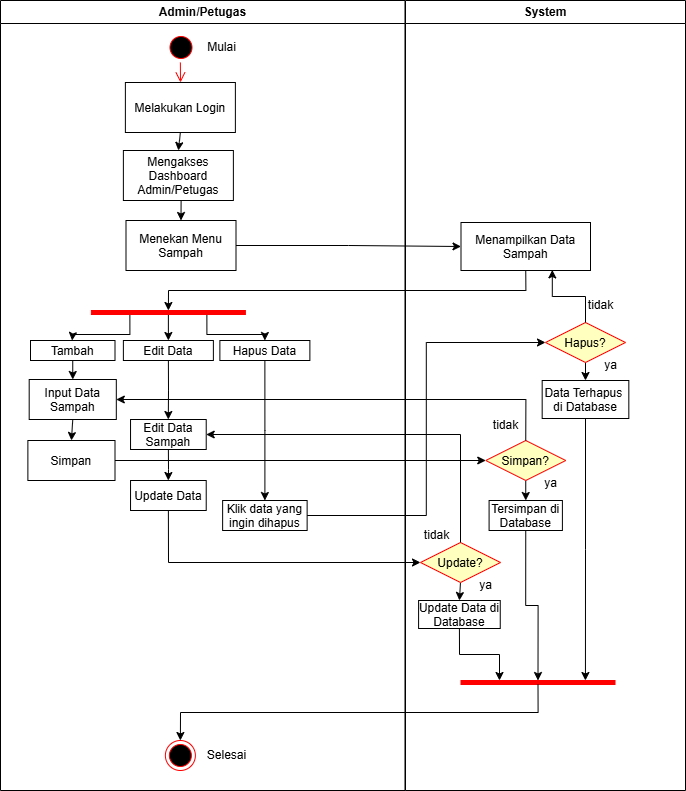 Admin/Petugas
System
Mulai
Melakukan Login
Mengakses
Dashboard
Admin/Petugas
Menekan Menu
Sampah
Menampilkan Data
Sampah
tidak
Tambah
Edit Data
Hapus Data
Hapus?
ya
Input Data
Sampah
Data Terhapus
di Database
Edit Data
Sampah
tidak
Simpan
Simpan?
ya
Update Data
Klik data yang
ingin dihapus
Tersimpan di
Database
tidak
Update?
ya
Update Data di
Database
Selesai